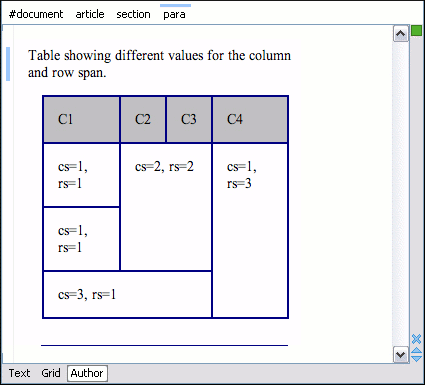 #document article section para
Table showing different values for the column
and row span.
C1 C2 C3 C4
cs=1,
rs=1
cs=2, rs=2
cs=1,
rs=3
cs=1,
rs=1
cs=3, rs=1
Text Grid Author